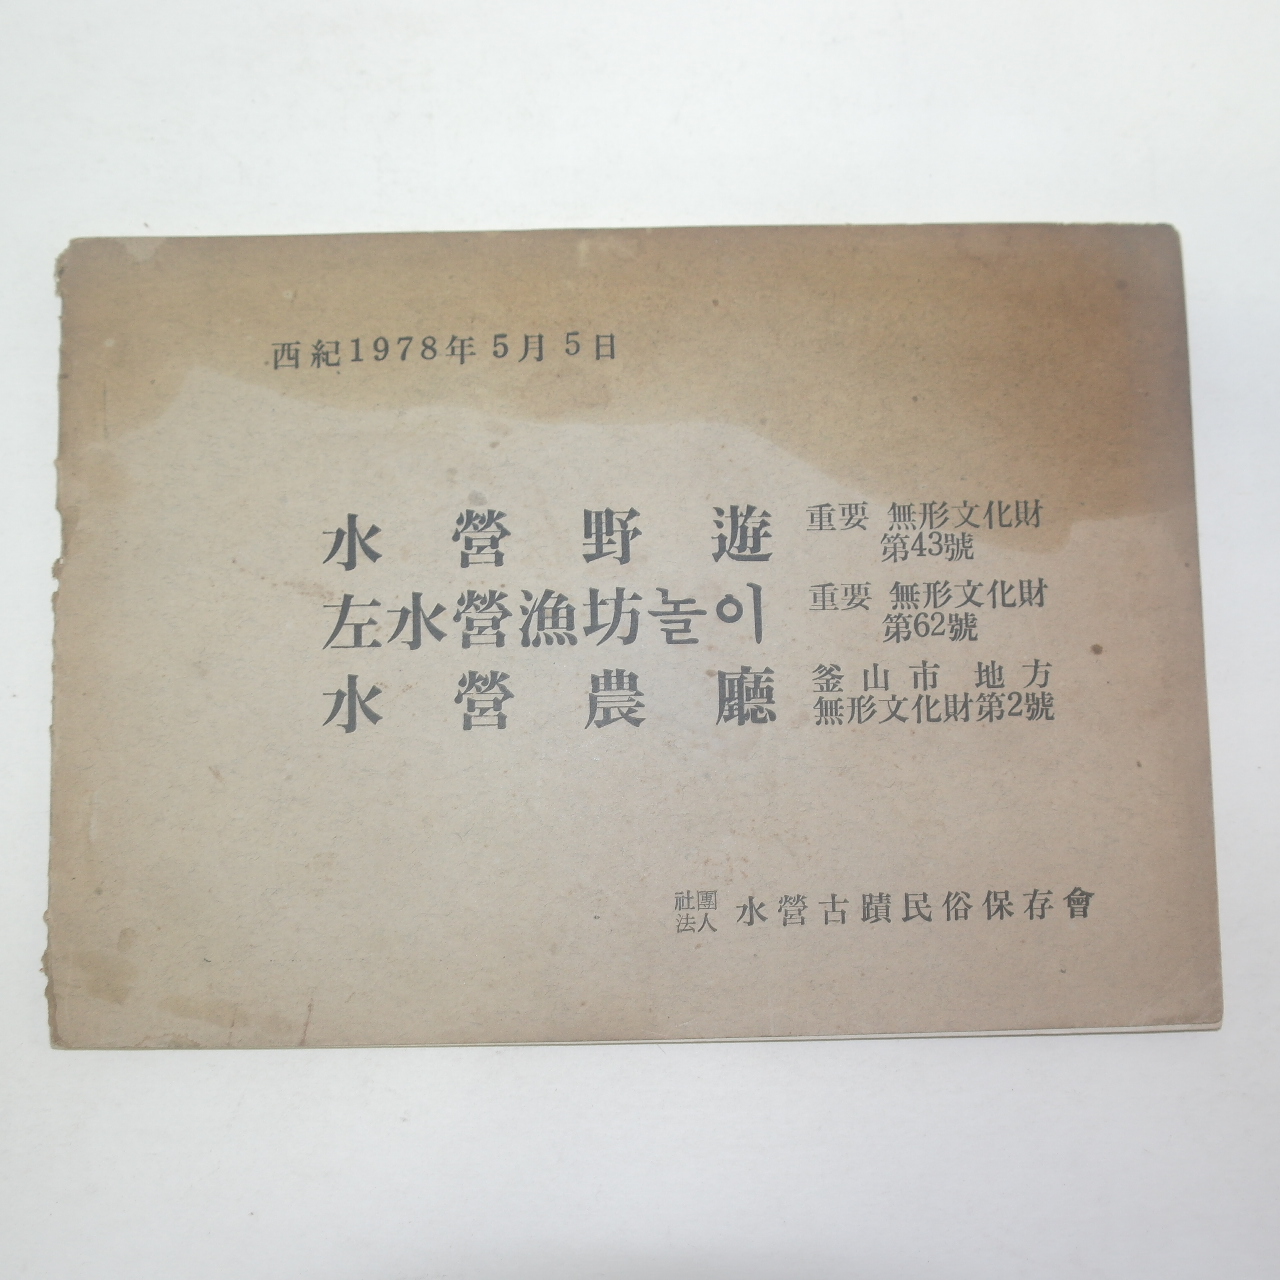 西紀1978年 5月 5日
水營野遊 重要 無形文化財
第43號
左水營漁坊놀이 重要 無形文化財
第62號
水營農廳 釜山市 地方
無形文化財第2號
社團
法人 水營古蹟民俗保存會